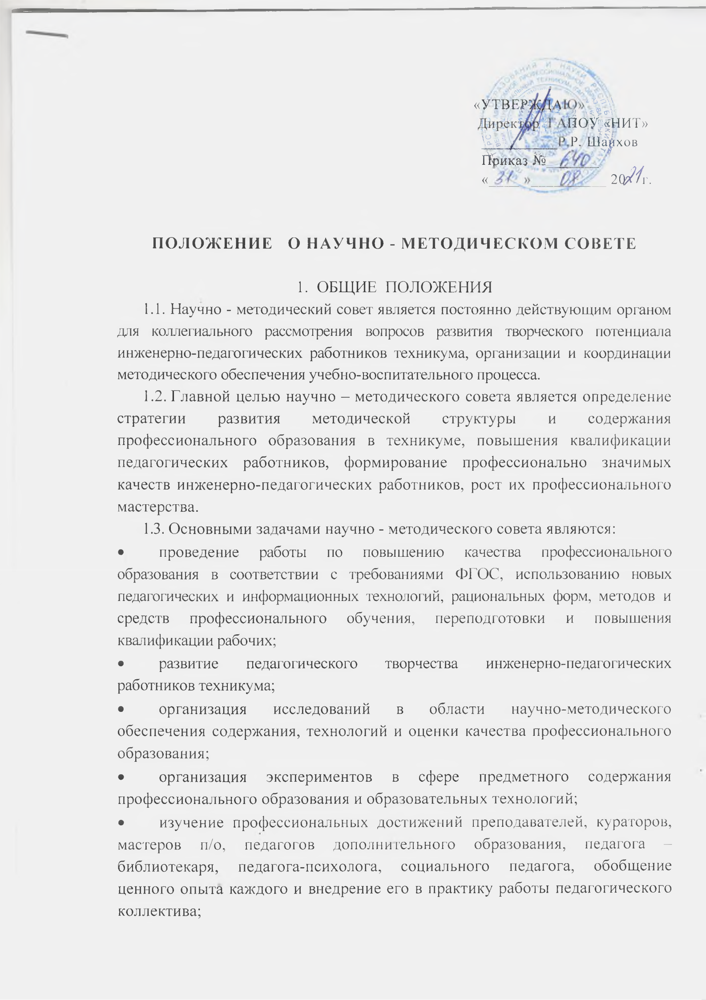 «УТВЕРЖДАЮ»
Директор ГАПОУ «НИТ»
____________Р.Р. Шайхов
Приказ № 640
« 31 » 08 2021 г.
ПОЛОЖЕНИЕ О НАУЧНО - МЕТОДИЧЕСКОМ СОВЕТЕ
1. ОБЩИЕ ПОЛОЖЕНИЯ
1.1. Научно - методический совет является постоянно действующим органом
для коллегиального рассмотрения вопросов развития творческого потенциала
инженерно-педагогических работников техникума, организации и координации
методического обеспечения учебно-воспитательного процесса.
1.2. Главной целью научно – методического совета является определение
стратегии развития методической структуры и содержания
профессионального образования в техникуме, повышения квалификации
педагогических работников, формирование профессионально значимых
качеств инженерно-педагогических работников, рост их профессионального
мастерства.
1.3. Основными задачами научно - методического совета являются:
• проведение работы по повышению качества профессионального
образования в соответствии с требованиями ФГОС, использованию новых
педагогических и информационных технологий, рациональных форм, методов и
средств профессионального обучения, переподготовки и повышения
квалификации рабочих;
• развитие педагогического творчества инженерно-педагогических
работников техникума;
• организация исследований в области научно-методического
обеспечения содержания, технологий и оценки качества профессионального
образования;
• организация экспериментов в сфере предметного содержания
профессионального образования и образовательных технологий;
• изучение профессиональных достижений преподавателей, кураторов,
мастеров п/о, педагогов дополнительного образования, педагога –
библиотекаря, педагога-психолога, социального педагога, обобщение
ценного опыта каждого и внедрение его в практику работы педагогического
коллектива;